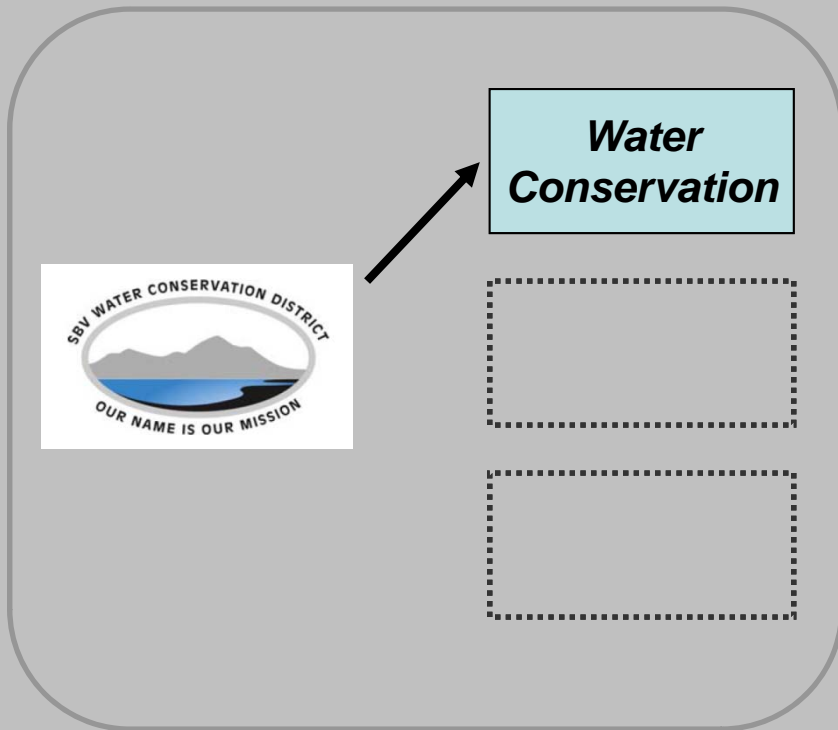 Water
Conservation
SBV WATER CONSERVATION DISTRICT
OUR NAME IS OUR MISSION